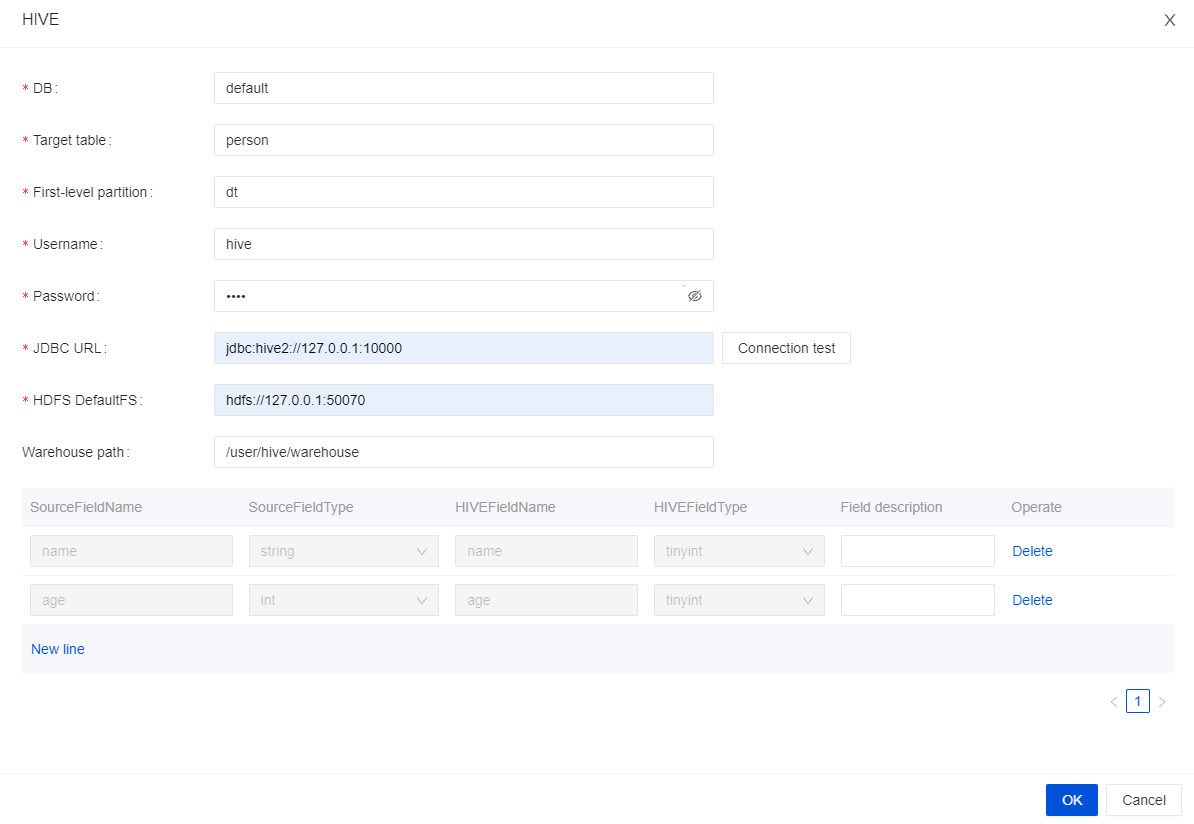 HIVE
* DB: default
* Target table: person
* First-level partition: dt
* Username: hive
* Password: ••••
* JDBC URL: jdbc:hive2://127.0.0.1:10000 Connection test
* HDFS DefaultFS: hdfs://127.0.0.1:50070
Warehouse path: /user/hive/warehouse
SourceFieldName SourceFieldType HIVEFieldName HIVEFieldType Field description Operate
name string name tinyint Delete
age int age tinyint Delete
New line
< 1 >
OK Cancel